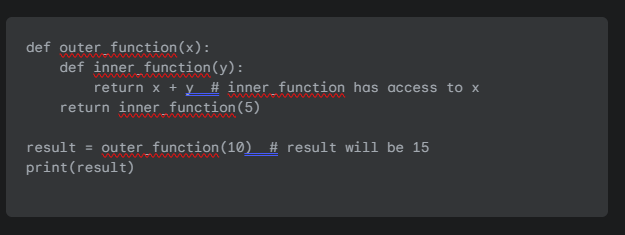 def outer_function(x):
    def inner_function(y):
        return x + y  # inner_function has access to x
    return inner_function(5)

result = outer_function(10)  # result will be 15
print(result)